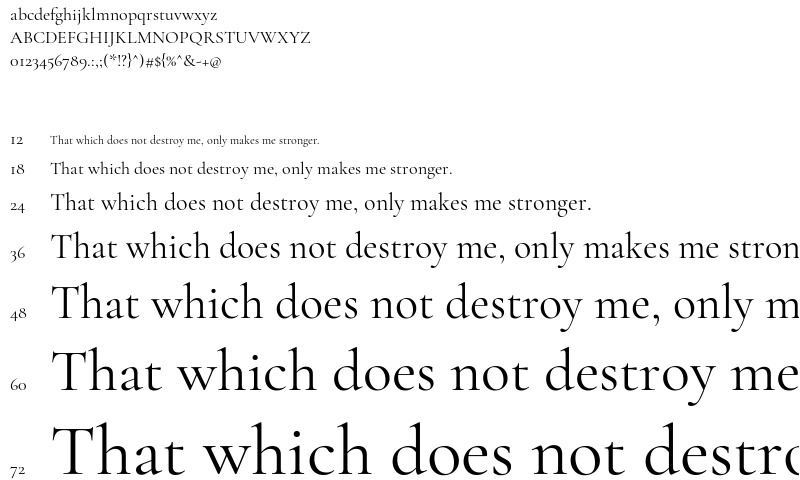 abcdefghijklmnopqrstuvwxyz
ABCDEFGHIJKLMNOPQRSTUVWXYZ
0123456789.:,;(*!?}^)#${%^&-+@
12 That which does not destroy me, only makes me stronger.
18 That which does not destroy me, only makes me stronger.
24 That which does not destroy me, only makes me stronger.
36 That which does not destroy me, only makes me stron
48 That which does not destroy me, only m
60 That which does not destroy me
72 That which does not destro